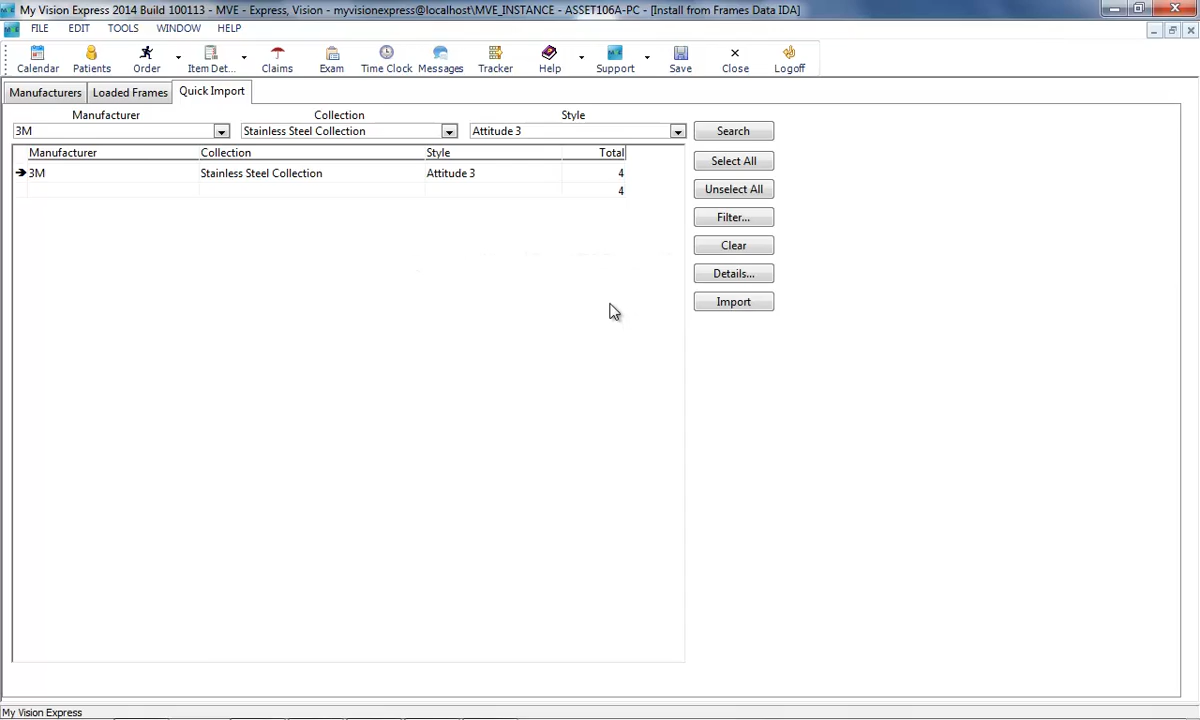 My Vision Express 2014 Build 100113 - MVE - Express, Vision - myvisionexpress@localhost\MVE_INSTANCE - ASSET106A-PC - [Install from Frames Data IDA]
FILE EDIT TOOLS WINDOW HELP
Calendar Patients Order Item Det... Claims Exam Time Clock Messages Tracker Help Support Save Close Logoff
Manufacturers Loaded Frames Quick Import
Manufacturer Collection Style
3M Stainless Steel Collection Attitude 3 Search
Manufacturer Collection Style Total
Select All
3M Stainless Steel Collection Attitude 3 4
4
Unselect All
Filter...
Clear
Details...
Import
My Vision Express